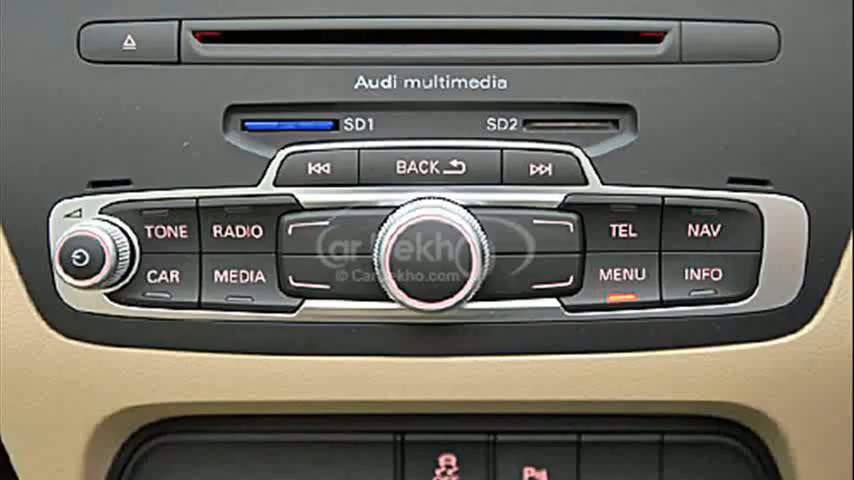 Audi multimedia
SD1 SD2
BACK
TONE RADIO TEL NAV
CAR MEDIA MENU INFO
© CarDekho.com